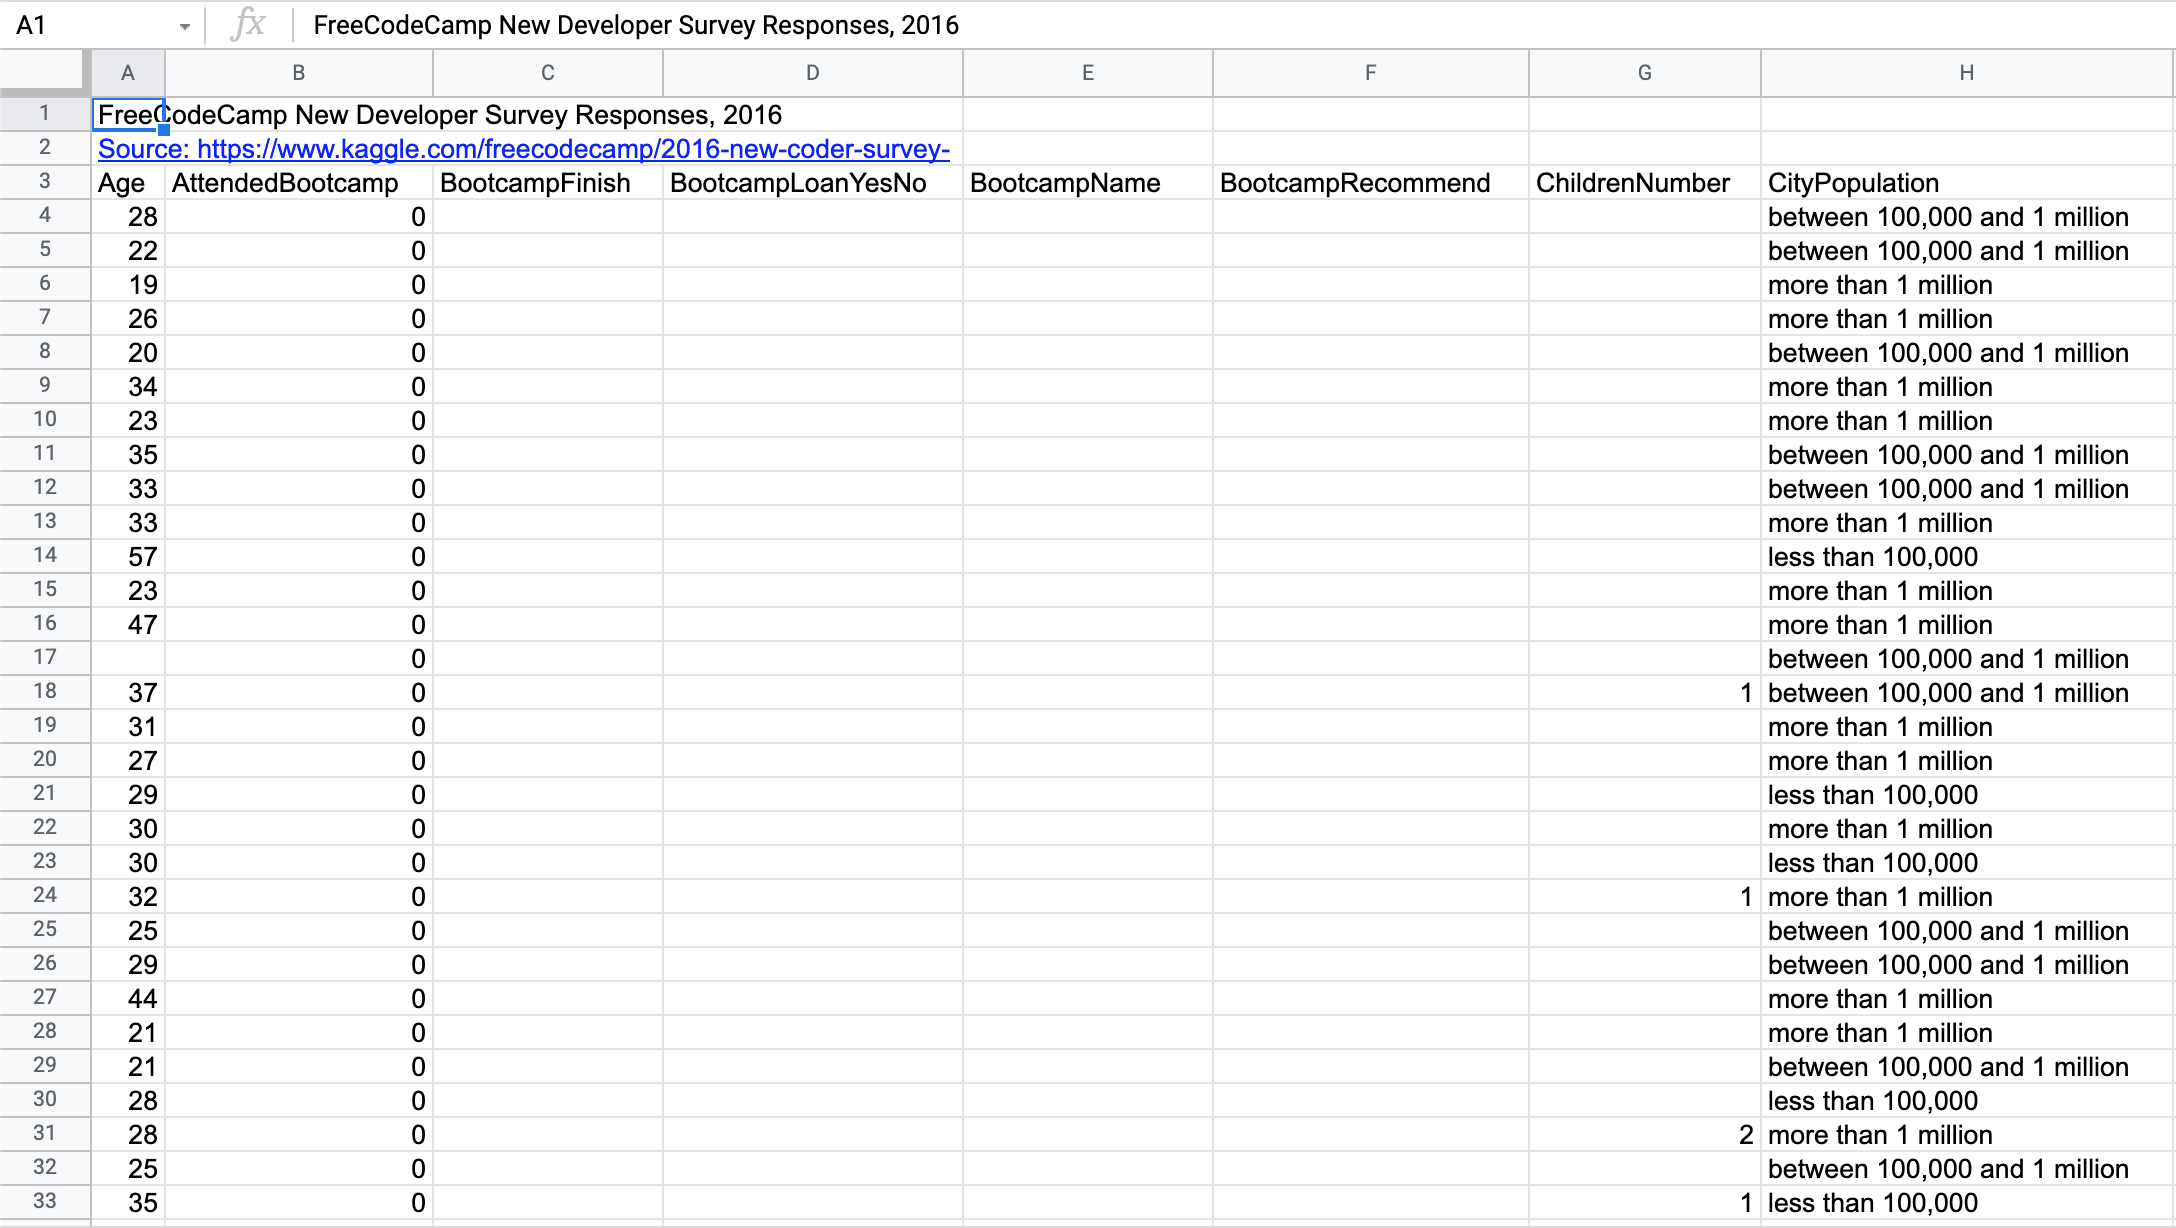 A1 fx FreeCodeCamp New Developer Survey Responses, 2016
A B C D E F G H
1 FreeCodeCamp New Developer Survey Responses, 2016
2 Source: https://www.kaggle.com/freecodecamp/2016-new-coder-survey-
3 Age AttendedBootcamp BootcampFinish BootcampLoanYesNo BootcampName BootcampRecommend ChildrenNumber CityPopulation
4 28 0 between 100,000 and 1 million
5 22 0 between 100,000 and 1 million
6 19 0 more than 1 million
7 26 0 more than 1 million
8 20 0 between 100,000 and 1 million
9 34 0 more than 1 million
10 23 0 more than 1 million
11 35 0 between 100,000 and 1 million
12 33 0 between 100,000 and 1 million
13 33 0 more than 1 million
14 57 0 less than 100,000
15 23 0 more than 1 million
16 47 0 more than 1 million
17 0 between 100,000 and 1 million
18 37 0 1 between 100,000 and 1 million
19 31 0 more than 1 million
20 27 0 more than 1 million
21 29 0 less than 100,000
22 30 0 more than 1 million
23 30 0 less than 100,000
24 32 0 1 more than 1 million
25 25 0 between 100,000 and 1 million
26 29 0 between 100,000 and 1 million
27 44 0 more than 1 million
28 21 0 more than 1 million
29 21 0 between 100,000 and 1 million
30 28 0 less than 100,000
31 28 0 2 more than 1 million
32 25 0 between 100,000 and 1 million
33 35 0 1 less than 100,000